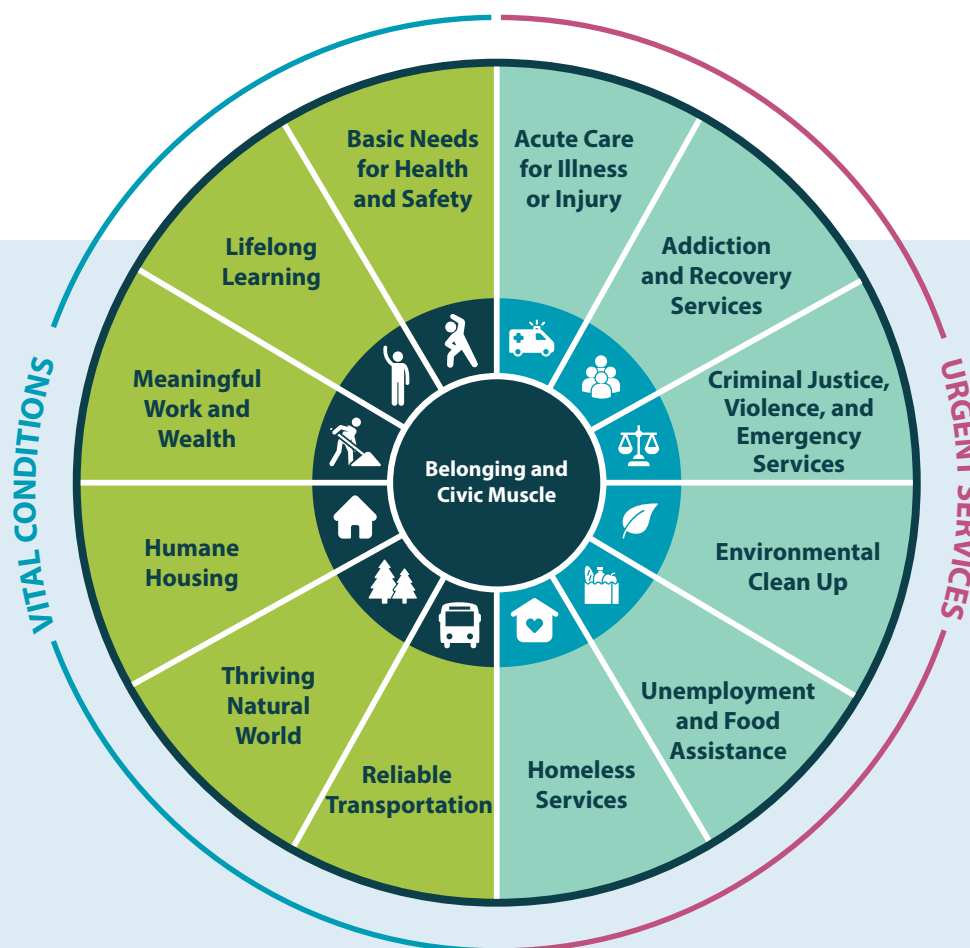 VITAL CONDITIONS
URGENT SERVICES
Basic Needs
for Health
and Safety
Acute Care
for Illness
or Injury
Lifelong
Learning
Addiction
and Recovery
Services
Meaningful
Work and
Wealth
Criminal Justice,
Violence, and
Emergency
Services
Belonging and
Civic Muscle
Humane
Housing
Environmental
Clean Up
Thriving
Natural
World
Unemployment
and Food
Assistance
Reliable
Transportation
Homeless
Services